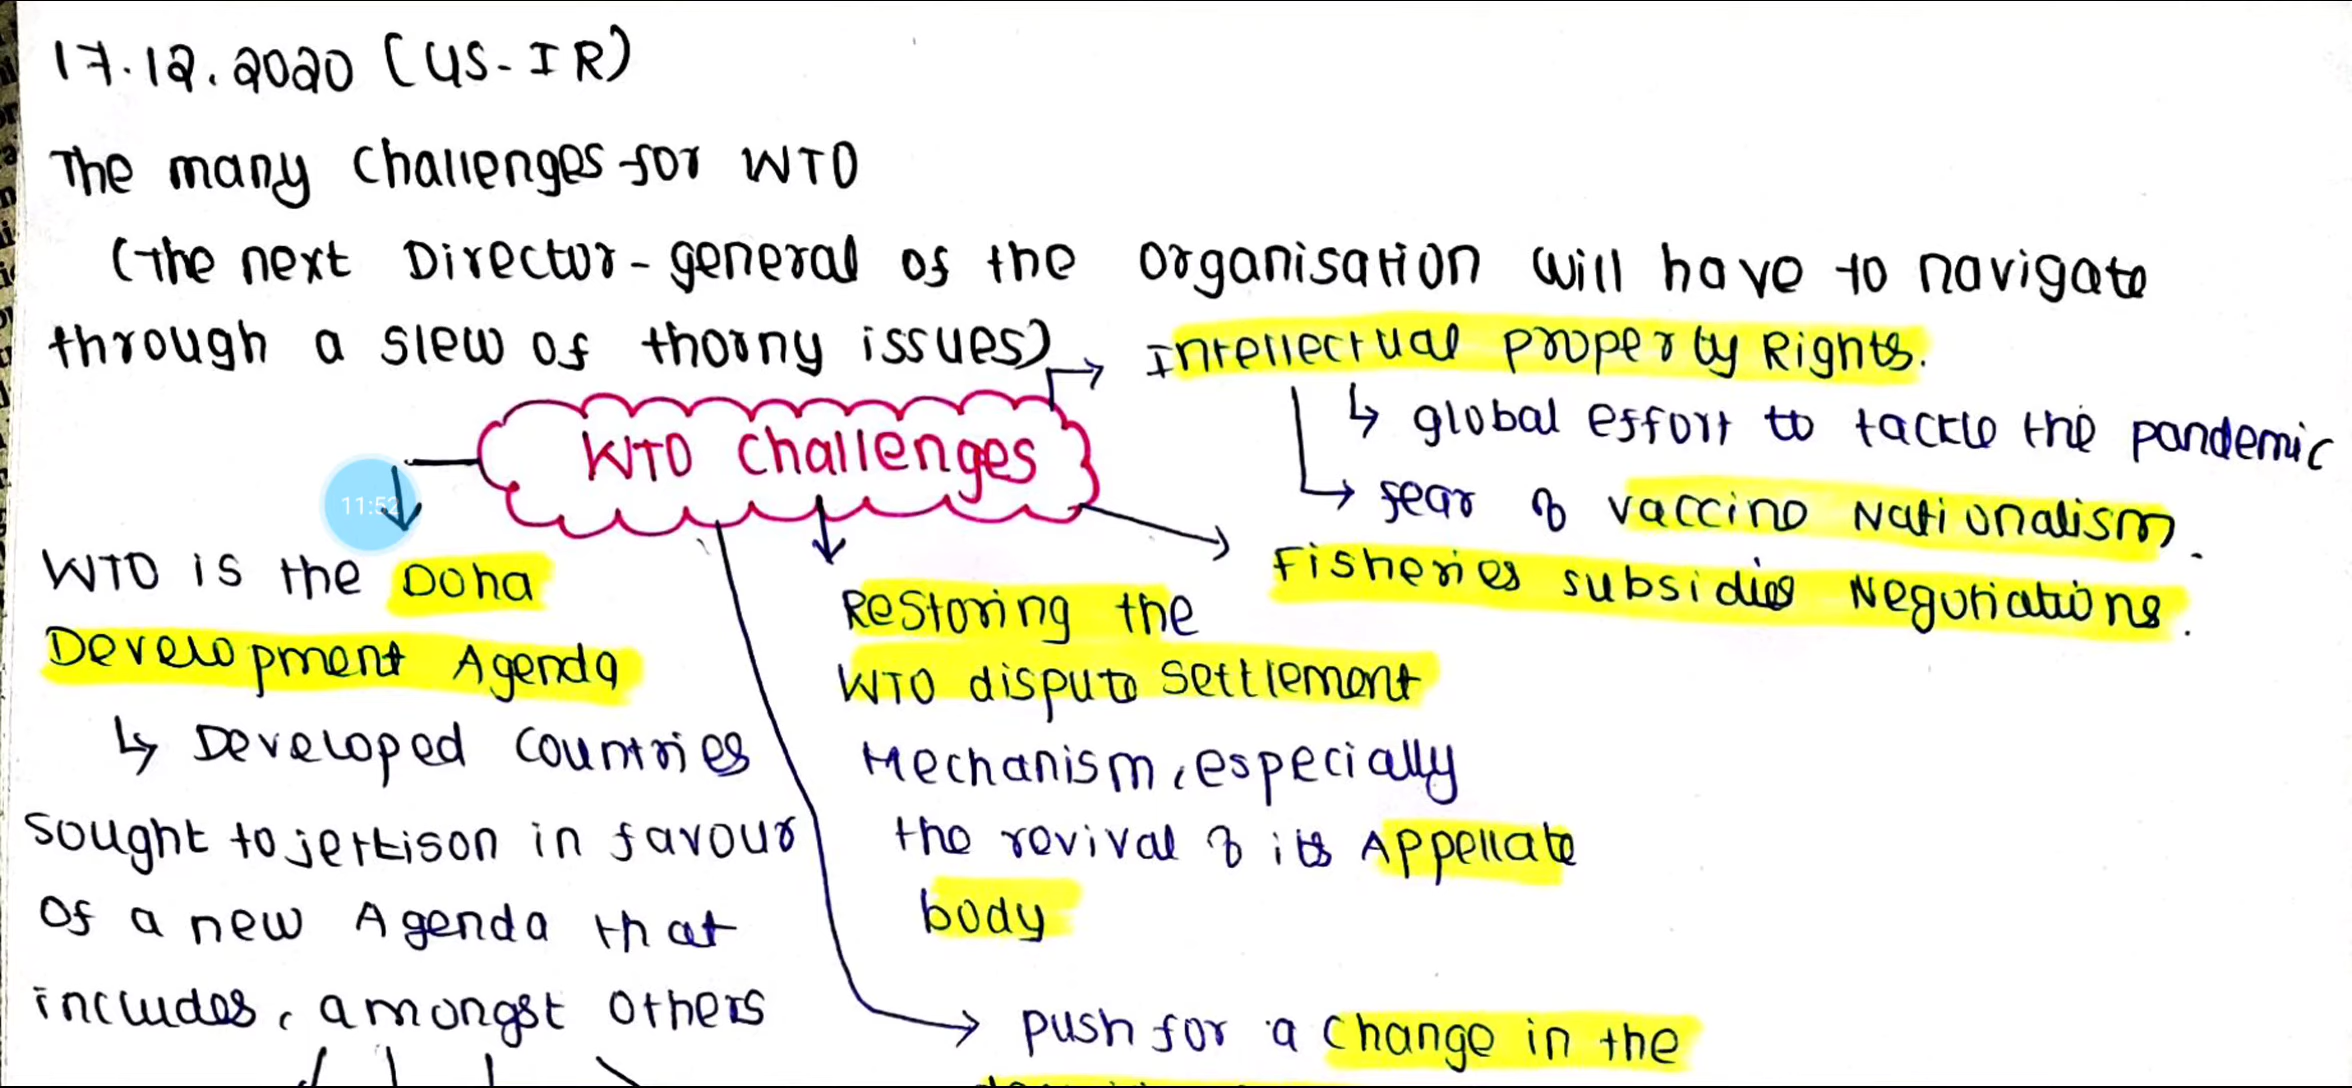 17.12.2020 (US-IR)
The many challenges for WTO
(The next Director-general of the organisation will have to navigate
through a slew of thorny issues)
WTO Challenges
11:52
Intellectual Property Rights.
↳ global effort to tackle the pandemic
↳ fear of vaccine Nationalism.
Fisheries subsidies Negotiations.
WTO is the Doha
Development Agenda
↳ Developed countries
sought to jettison in favour
of a new Agenda that
includes, amongst others
Restoring the
WTO dispute settlement
Mechanism, especially
the revival of its Appellate
body
push for a change in the